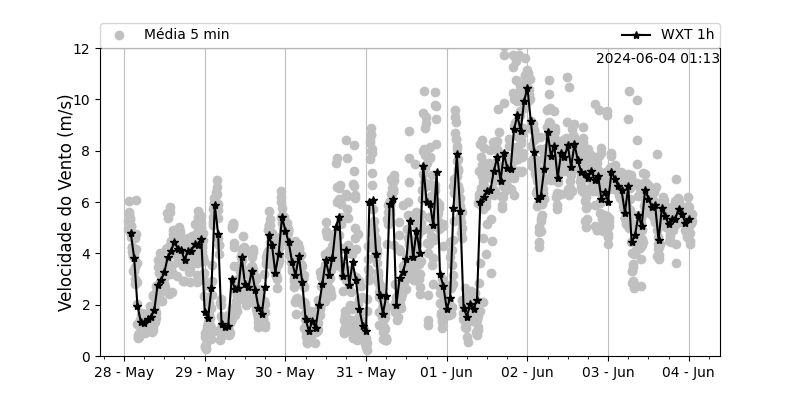 Média 5 min
WXT 1h
2024-06-04 01:13
12
10
8
6
4
2
0
Velocidade do Vento (m/s)
28 - May
29 - May
30 - May
31 - May
01 - Jun
02 - Jun
03 - Jun
04 - Jun